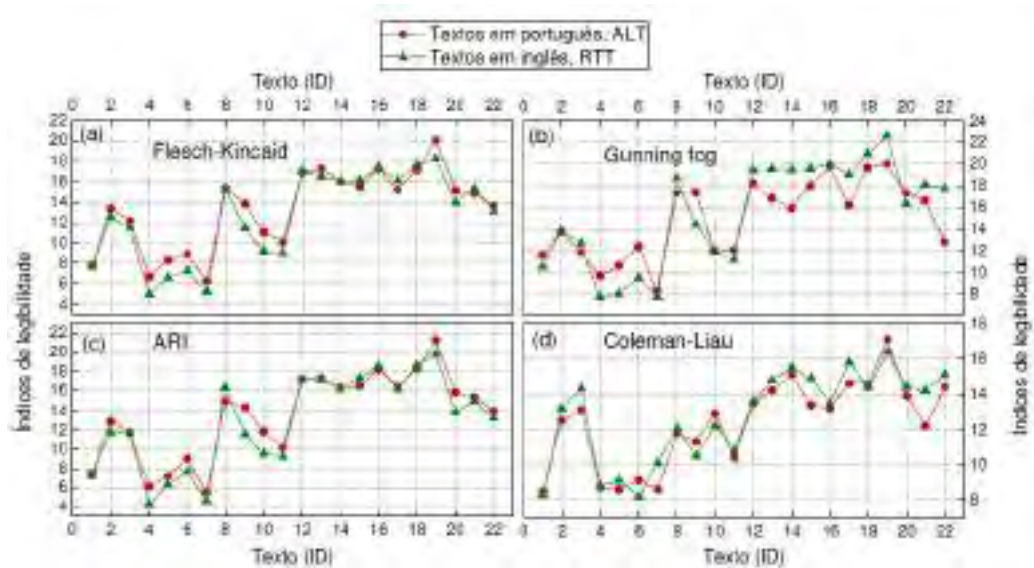 Textos em português, ALT
Textos em inglês, RTT
Texto (ID)
Texto (ID)
0 2 4 6 8 10 12 14 16 18 20 22
0 2 4 6 8 10 12 14 16 18 20 22
(a)
Flesch-Kincaid
22
20
18
16
14
12
10
8
6
4
(b)
Gunning fog
24
22
20
18
16
14
12
10
8
Índices de legibilidade
Índices de legibilidade
(c)
ARI
22
20
18
16
14
12
10
8
6
4
(d)
Coleman-Liau
18
16
14
12
10
8
0 2 4 6 8 10 12 14 16 18 20 22
0 2 4 6 8 10 12 14 16 18 20 22
Texto (ID)
Texto (ID)